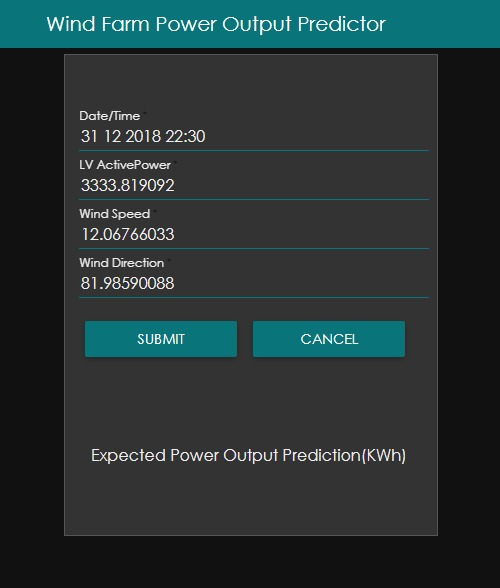 Wind Farm Power Output Predictor
Date/Time *
31 12 2018 22:30
LV ActivePower *
3333.819092
Wind Speed *
12.06766033
Wind Direction *
81.98590088
SUBMIT CANCEL
Expected Power Output Prediction(KWh)